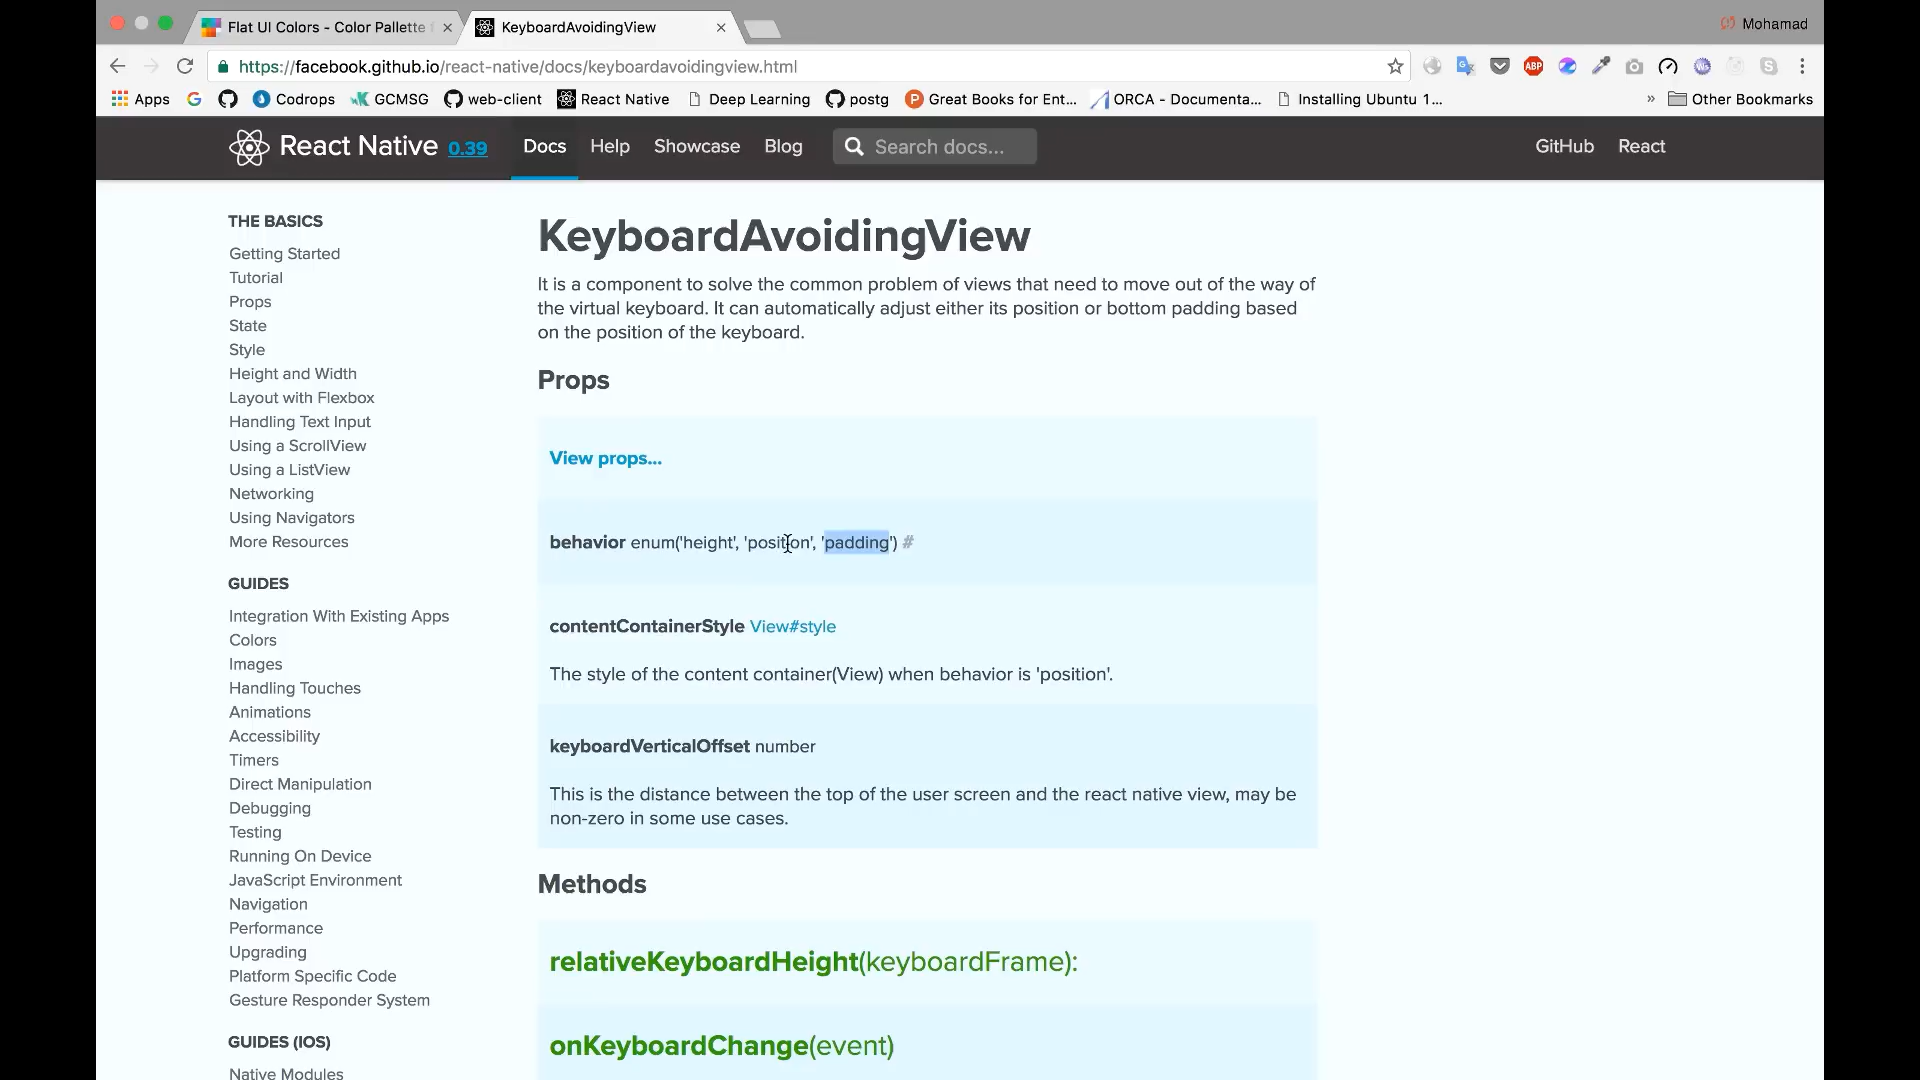 Flat UI Colors - Color Pallette
KeyboardAvoidingView
Mohamad
https://facebook.github.io/react-native/docs/keyboardavoidingview.html
Apps
Codrops
GCMSG
web-client
React Native
Deep Learning
postg
Great Books for Ent...
ORCA - Documenta...
Installing Ubuntu 1...
»
Other Bookmarks
React Native 0.39
Docs
Help
Showcase
Blog
Search docs...
GitHub
React
THE BASICS
Getting Started
Tutorial
Props
State
Style
Height and Width
Layout with Flexbox
Handling Text Input
Using a ScrollView
Using a ListView
Networking
Using Navigators
More Resources
GUIDES
Integration With Existing Apps
Colors
Images
Handling Touches
Animations
Accessibility
Timers
Direct Manipulation
Debugging
Testing
Running On Device
JavaScript Environment
Navigation
Performance
Upgrading
Platform Specific Code
Gesture Responder System
GUIDES (IOS)
Native Modules
KeyboardAvoidingView
It is a component to solve the common problem of views that need to move out of the way of
the virtual keyboard. It can automatically adjust either its position or bottom padding based
on the position of the keyboard.
Props
View props...
behavior enum('height', 'position', 'padding') #
contentContainerStyle View#style
The style of the content container(View) when behavior is 'position'.
keyboardVerticalOffset number
This is the distance between the top of the user screen and the react native view, may be
non-zero in some use cases.
Methods
relativeKeyboardHeight(keyboardFrame):
onKeyboardChange(event)